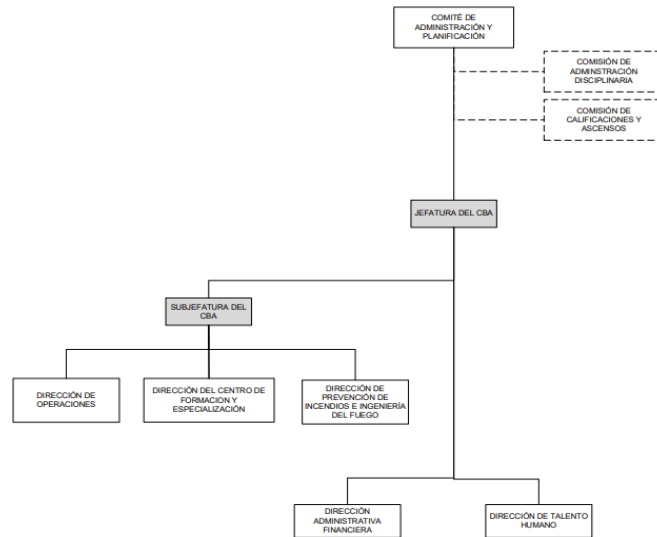 COMITÉ DE
ADMINISTRACIÓN Y
PLANIFICACIÓN
COMISIÓN DE
ADMINSTRACIÓN
DISCIPLINARIA
COMISIÓN DE
CALIFICACIONES Y
ASCENSOS
JEFATURA DEL CBA
SUBJEFATURA DEL
CBA
DIRECCIÓN DE
OPERACIONES
DIRECCIÓN DEL CENTRO DE
FORMACION Y
ESPECIALIZACIÓN
DIRECCIÓN DE
PREVENCIÓN DE
INCENDIOS E INGENIERÍA
DEL FUEGO
DIRECCIÓN
ADMINISTRATIVA
FINANCIERA
DIRECCIÓN DE TALENTO
HUMANO